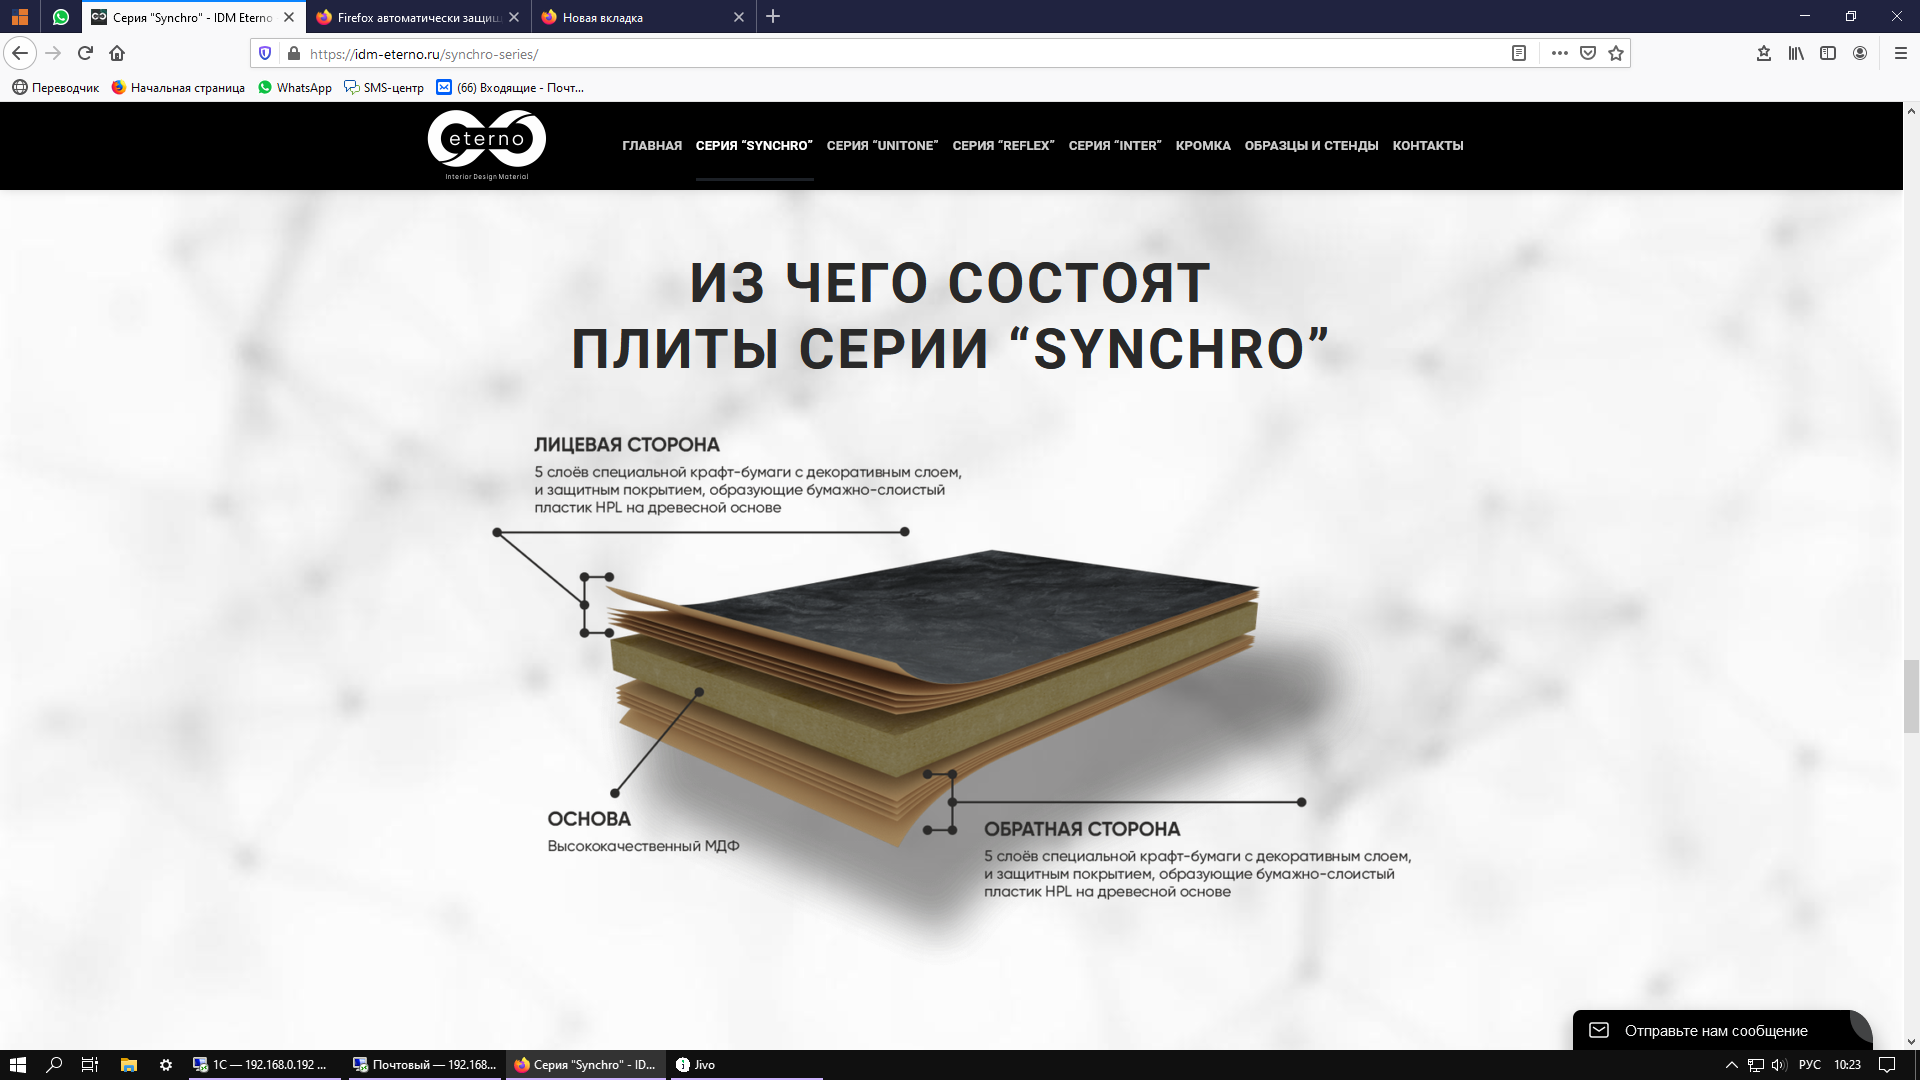 Серия "Synchro" - IDM Eterno
Firefox автоматически защищ
Новая вкладка
https://idm-eterno.ru/synchro-series/
Переводчик
Начальная страница
WhatsApp
SMS-центр
(66) Входящие - Почт...
eterno
Interior Design Material
ГЛАВНАЯ
СЕРИЯ “SYNCHRO”
СЕРИЯ “UNITONE”
СЕРИЯ “REFLEX”
СЕРИЯ “INTER”
КРОМКА
ОБРАЗЦЫ И СТЕНДЫ
КОНТАКТЫ
ИЗ ЧЕГО СОСТОЯТ
ПЛИТЫ СЕРИИ “SYNCHRO”
ЛИЦЕВАЯ СТОРОНА
5 слоёв специальной крафт-бумаги с декоративным слоем,
и защитным покрытием, образующие бумажно-слоистый
пластик HPL на древесной основе
ОСНОВА
Высококачественный МДФ
ОБРАТНАЯ СТОРОНА
5 слоёв специальной крафт-бумаги с декоративным слоем,
и защитным покрытием, образующие бумажно-слоистый
пластик HPL на древесной основе
Отправьте нам сообщение
1С — 192.168.0.192 ...
Почтовый — 192.168...
Серия "Synchro" - ID...
Jivo
РУС
10:23